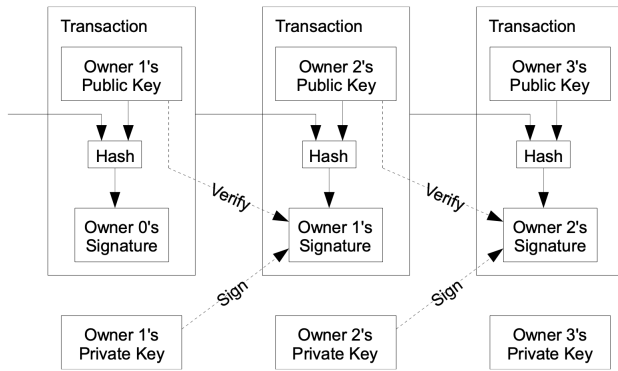 Transaction
Transaction
Transaction
Owner 1's
Public Key
Owner 2's
Public Key
Owner 3's
Public Key
Hash
Hash
Hash
Verify
Verify
Owner 0's
Signature
Owner 1's
Signature
Owner 2's
Signature
Sign
Sign
Owner 1's
Private Key
Owner 2's
Private Key
Owner 3's
Private Key